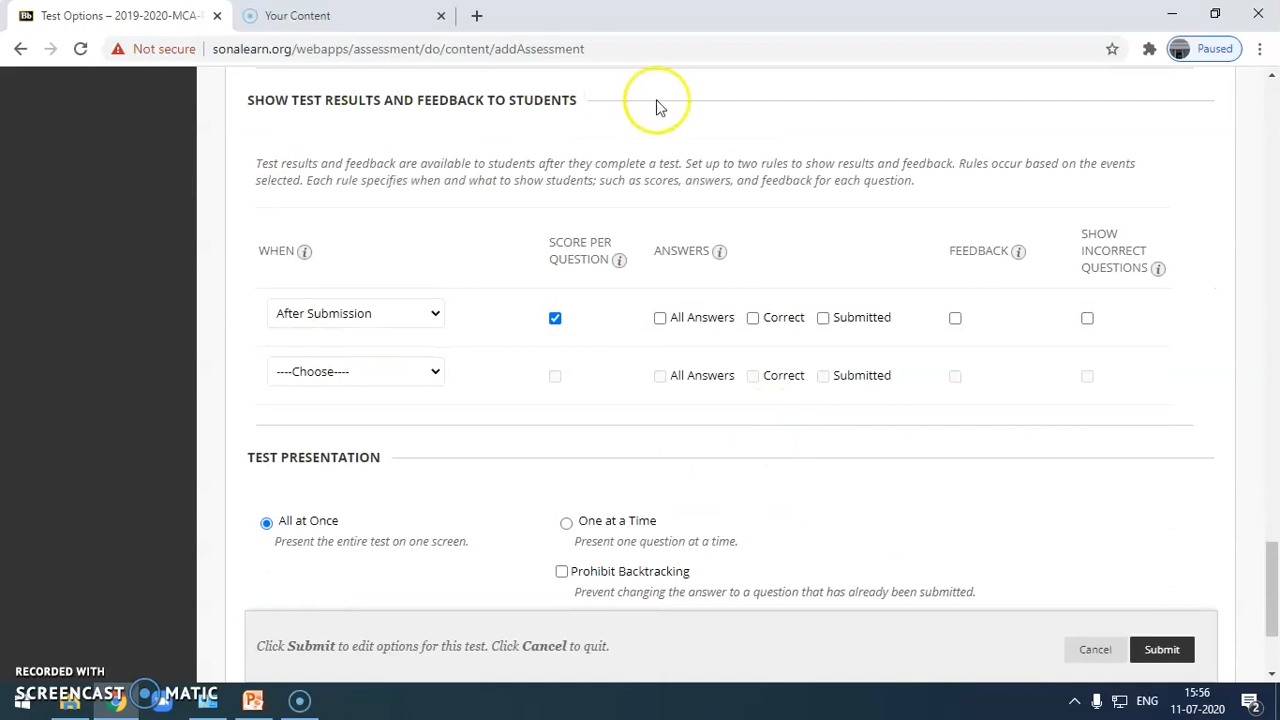 Test Options – 2019-2020-MCA-
Your Content
Not secure
sonalearn.org/webapps/assessment/do/content/addAssessment
Paused
SHOW TEST RESULTS AND FEEDBACK TO STUDENTS
Test results and feedback are available to students after they complete a test. Set up to two rules to show results and feedback. Rules occur based on the events
selected. Each rule specifies when and what to show students; such as scores, answers, and feedback for each question.
WHEN
SCORE PER
QUESTION
ANSWERS
FEEDBACK
SHOW
INCORRECT
QUESTIONS
After Submission
All Answers
Correct
Submitted
----Choose----
All Answers
Correct
Submitted
TEST PRESENTATION
All at Once
Present the entire test on one screen.
One at a Time
Present one question at a time.
Prohibit Backtracking
Prevent changing the answer to a question that has already been submitted.
Click Submit to edit options for this test. Click Cancel to quit.
Cancel
Submit
RECORDED WITH
SCREENCAST MATIC
ENG
15:56
11-07-2020
2